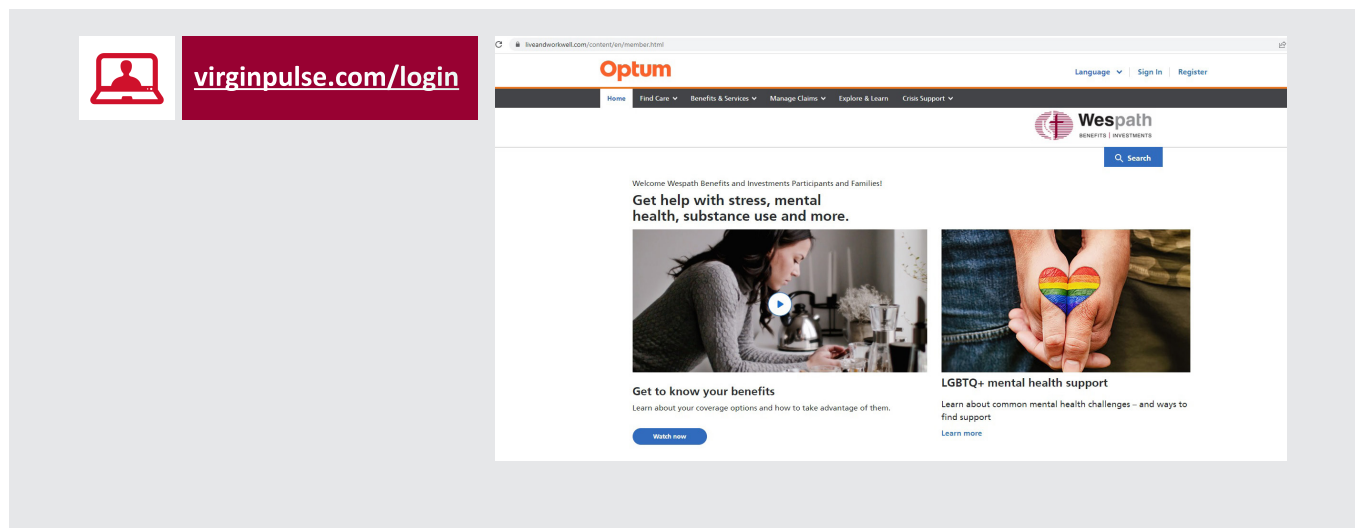 virginpulse.com/login
liveandworkwell.com/content/en/member.html
Optum
Language
Sign In
Register
Home
Find Care
Benefits & Services
Manage Claims
Explore & Learn
Crisis Support
Wespath
BENEFITS | INVESTMENTS
Search
Welcome Wespath Benefits and Investments Participants and Families!
Get help with stress, mental
health, substance use and more.
Get to know your benefits
Learn about your coverage options and how to take advantage of them.
Watch now
LGBTQ+ mental health support
Learn about common mental health challenges – and ways to
find support
Learn more